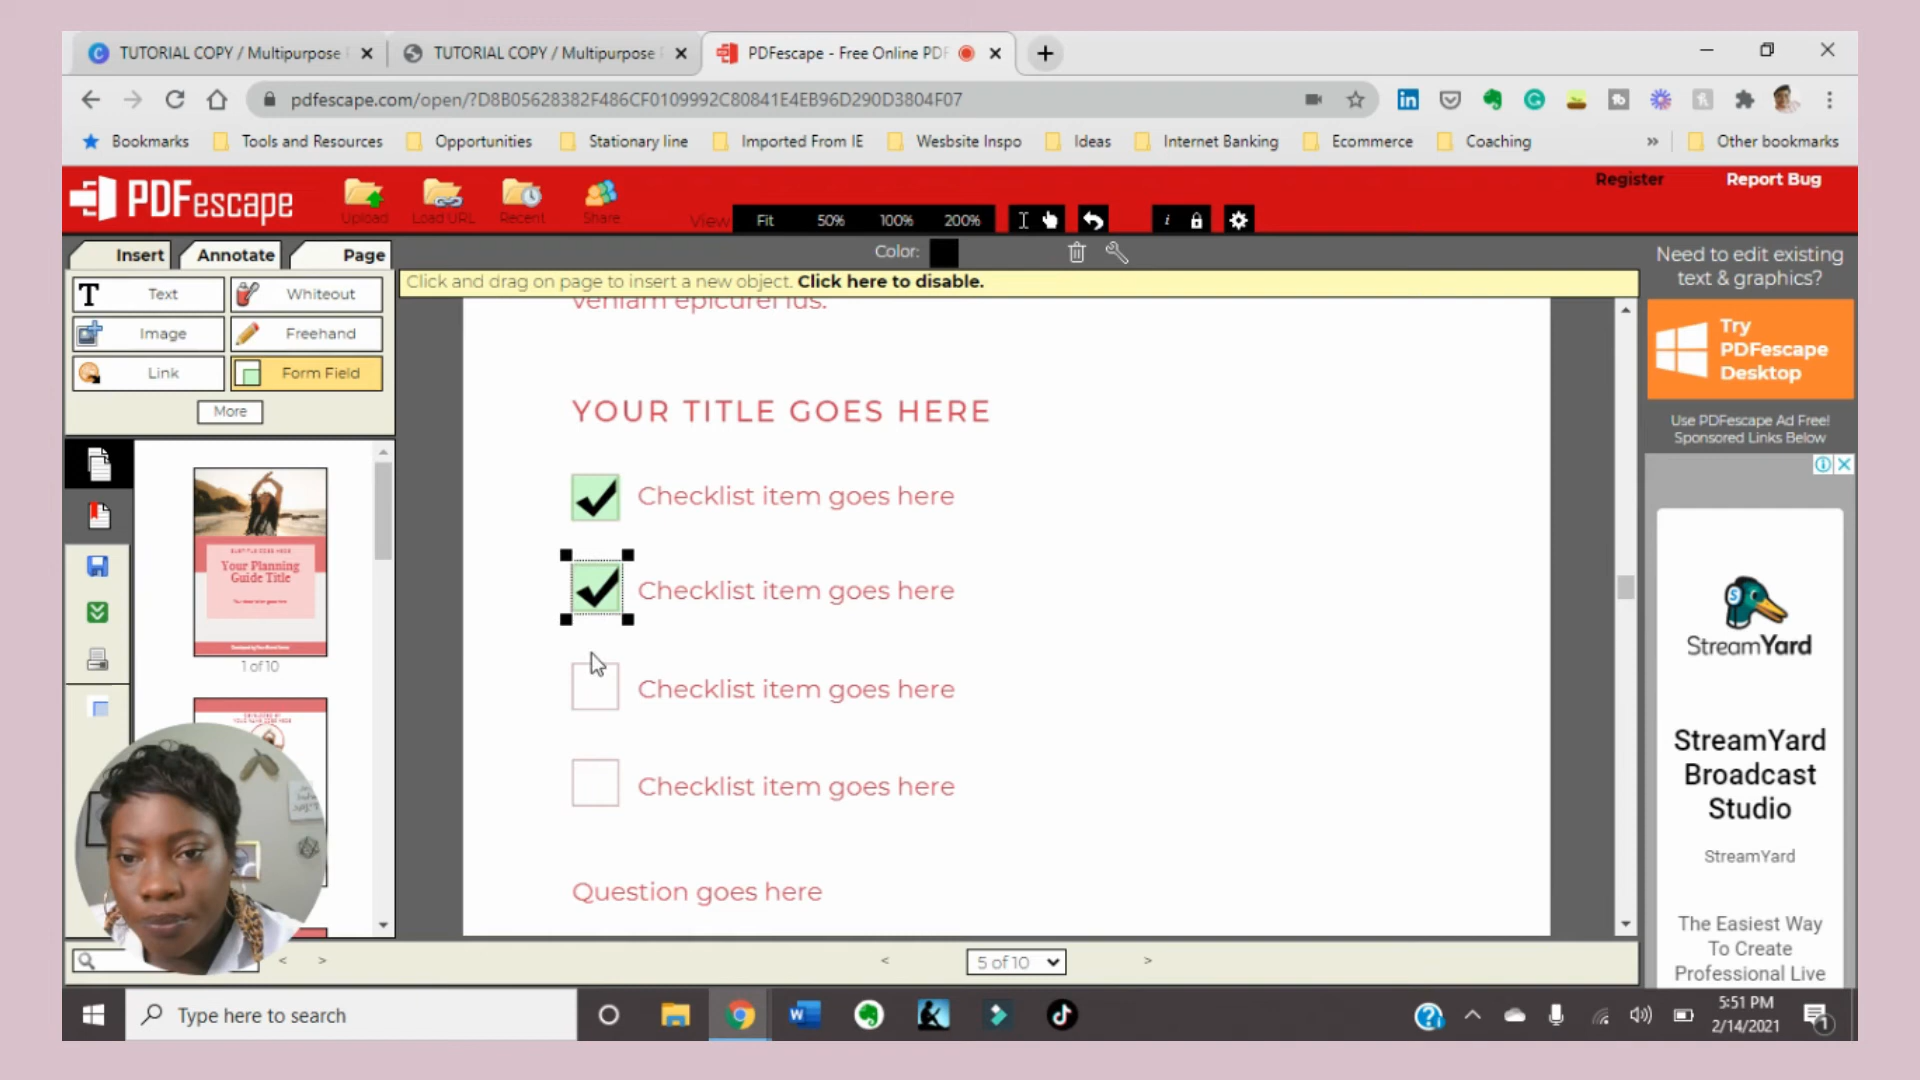 TUTORIAL COPY / Multipurpose
TUTORIAL COPY / Multipurpose
PDFescape - Free Online PDF
pdfescape.com/open/?D8B05628382F486CF0109992C80841E4EB96D290D3804F07
Bookmarks
Tools and Resources
Opportunities
Stationary line
Imported From IE
Wesbsite Inspo
Ideas
Internet Banking
Ecommerce
Coaching
»
Other bookmarks
PDFescape
Upload
Load URL
Recent
Share
View
Fit
50%
100%
200%
Register
Report Bug
Insert
Annotate
Page
Color:
Click and drag on page to insert a new object. Click here to disable.
Text
Whiteout
Image
Freehand
Link
Form Field
More
SUBTITLE GOES HERE
Your Planning
Guide Title
1 of 10
veniam epicurei ius.
YOUR TITLE GOES HERE
Checklist item goes here
Checklist item goes here
Checklist item goes here
Checklist item goes here
Question goes here
< >
<
5 of 10
>
Need to edit existing
text & graphics?
Try
PDFescape
Desktop
Use PDFescape Ad Free!
Sponsored Links Below
StreamYard
StreamYard
Broadcast
Studio
StreamYard
The Easiest Way
To Create
Professional Live
Type here to search
5:51 PM
2/14/2021
1